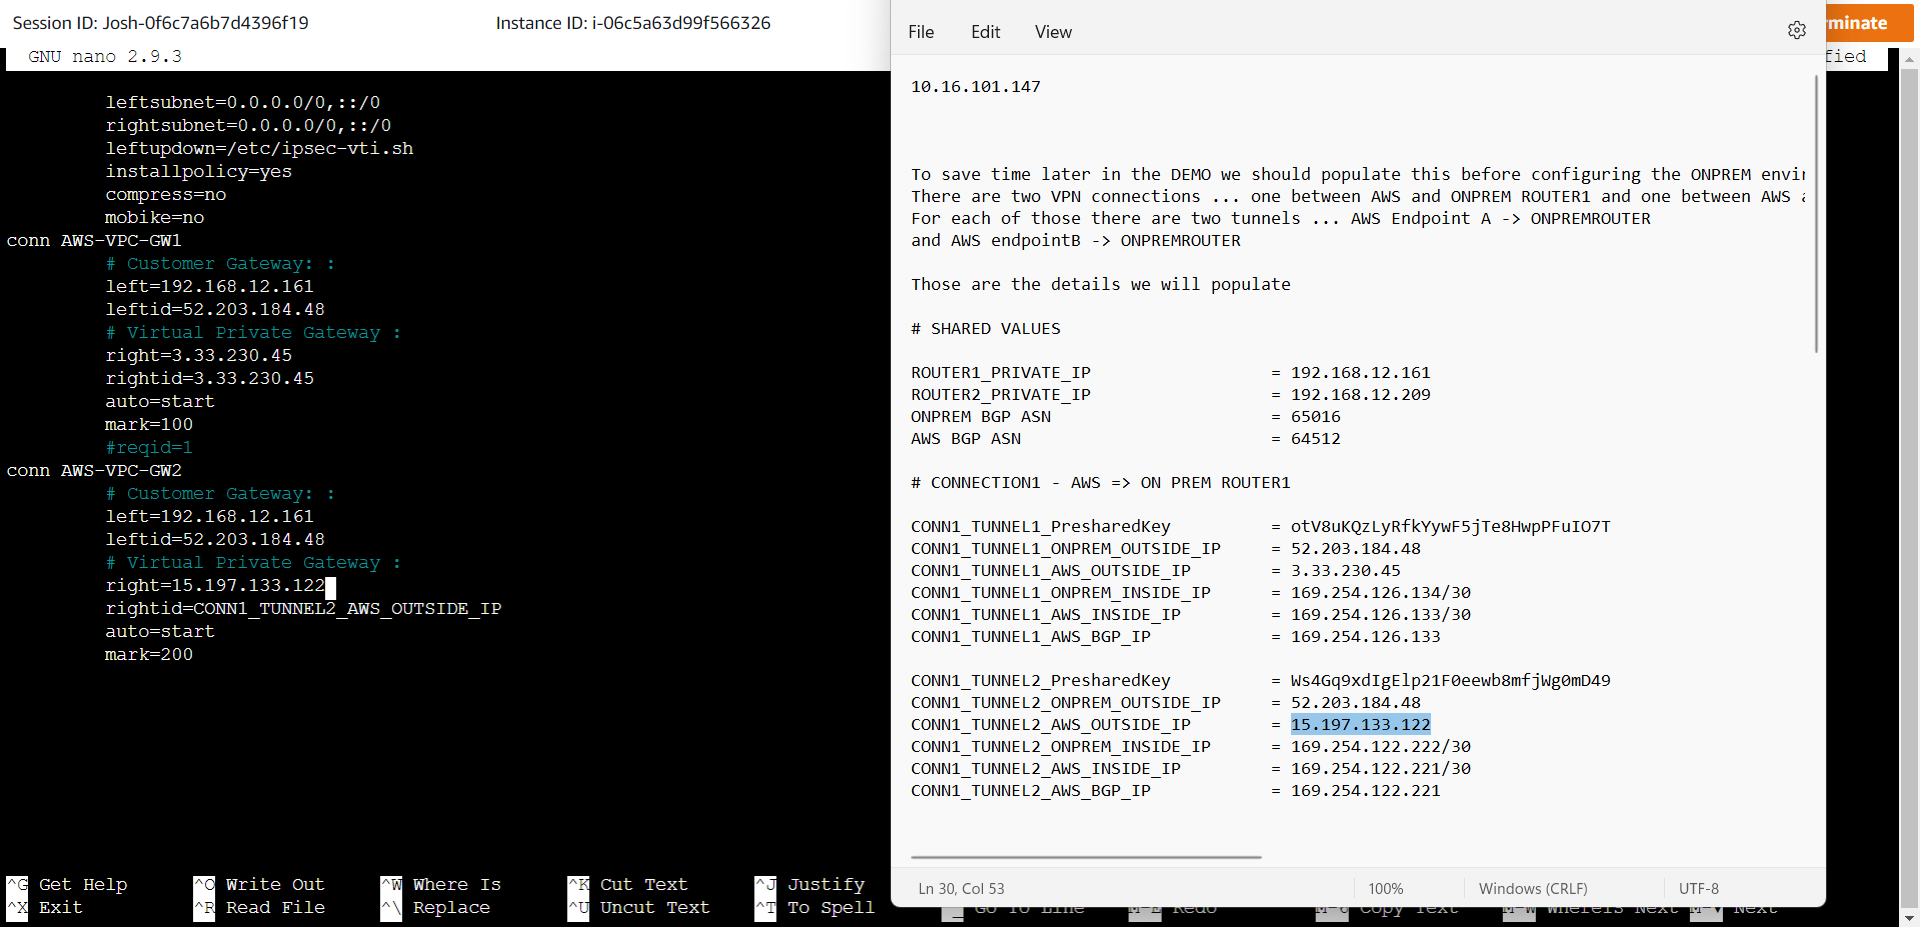 Session ID: Josh-0f6c7a6b7d4396f19
Instance ID: i-06c5a63d99f566326
GNU nano 2.9.3
leftsubnet=0.0.0.0/0,::/0
rightsubnet=0.0.0.0/0,::/0
leftupdown=/etc/ipsec-vti.sh
installpolicy=yes
compress=no
mobike=no
conn AWS-VPC-GW1
# Customer Gateway: :
left=192.168.12.161
leftid=52.203.184.48
# Virtual Private Gateway :
right=3.33.230.45
rightid=3.33.230.45
auto=start
mark=100
#reqid=1
conn AWS-VPC-GW2
# Customer Gateway: :
left=192.168.12.161
leftid=52.203.184.48
# Virtual Private Gateway :
right=15.197.133.122
rightid=CONN1_TUNNEL2_AWS_OUTSIDE_IP
auto=start
mark=200
^G Get Help ^O Write Out ^W Where Is ^K Cut Text ^J Justify
^X Exit ^R Read File ^\ Replace ^U Uncut Text ^T To Spell Go To Line M-E Redo M-6 Copy Text M-W WhereIs Next Next
File Edit View
minate
fied
10.16.101.147
To save time later in the DEMO we should populate this before configuring the ONPREM envir
There are two VPN connections ... one between AWS and ONPREM ROUTER1 and one between AWS a
For each of those there are two tunnels ... AWS Endpoint A -> ONPREMROUTER
and AWS endpointB -> ONPREMROUTER
Those are the details we will populate
# SHARED VALUES
ROUTER1_PRIVATE_IP = 192.168.12.161
ROUTER2_PRIVATE_IP = 192.168.12.209
ONPREM BGP ASN = 65016
AWS BGP ASN = 64512
# CONNECTION1 - AWS => ON PREM ROUTER1
CONN1_TUNNEL1_PresharedKey = otV8uKQzLyRfkYywF5jTe8HwpPFuIO7T
CONN1_TUNNEL1_ONPREM_OUTSIDE_IP = 52.203.184.48
CONN1_TUNNEL1_AWS_OUTSIDE_IP = 3.33.230.45
CONN1_TUNNEL1_ONPREM_INSIDE_IP = 169.254.126.134/30
CONN1_TUNNEL1_AWS_INSIDE_IP = 169.254.126.133/30
CONN1_TUNNEL1_AWS_BGP_IP = 169.254.126.133
CONN1_TUNNEL2_PresharedKey = Ws4Gq9xdIgElp21F0eewb8mfjWg0mD49
CONN1_TUNNEL2_ONPREM_OUTSIDE_IP = 52.203.184.48
CONN1_TUNNEL2_AWS_OUTSIDE_IP = 15.197.133.122
CONN1_TUNNEL2_ONPREM_INSIDE_IP = 169.254.122.222/30
CONN1_TUNNEL2_AWS_INSIDE_IP = 169.254.122.221/30
CONN1_TUNNEL2_AWS_BGP_IP = 169.254.122.221
Ln 30, Col 53 100% Windows (CRLF) UTF-8